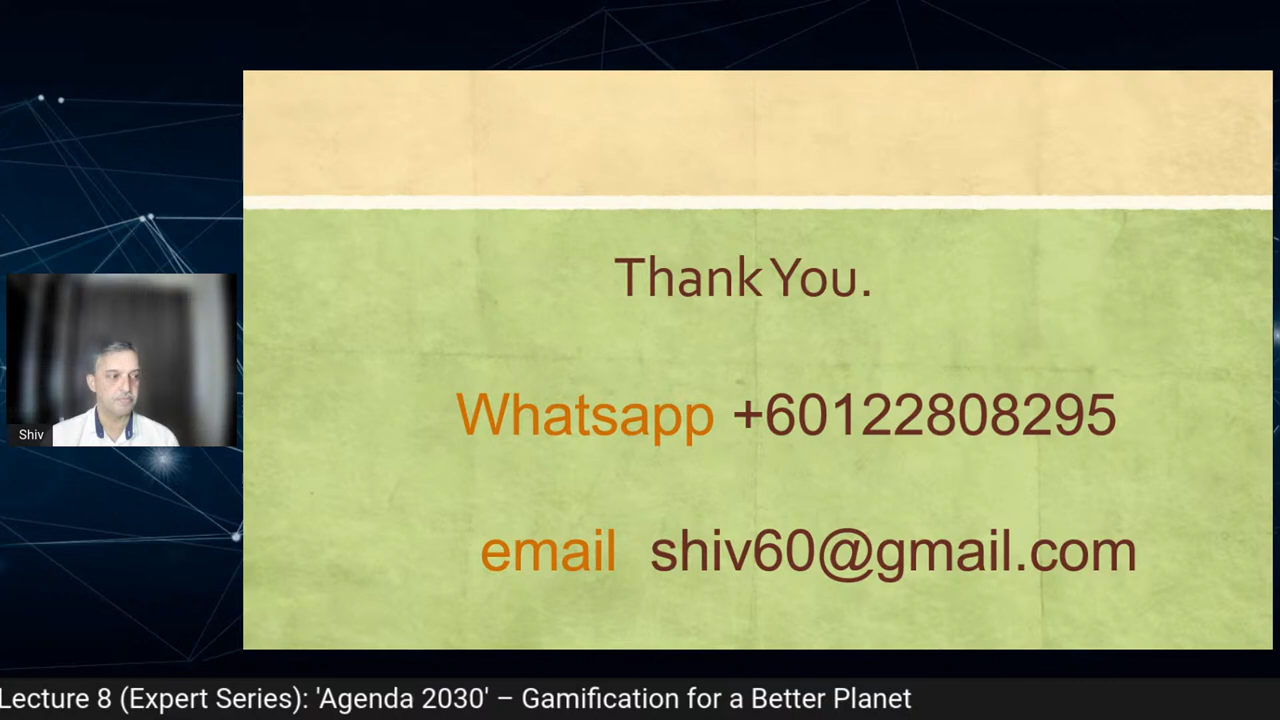 Thank You.
Whatsapp +60122808295
email shiv60@gmail.com
Shiv
Lecture 8 (Expert Series): 'Agenda 2030' – Gamification for a Better Planet